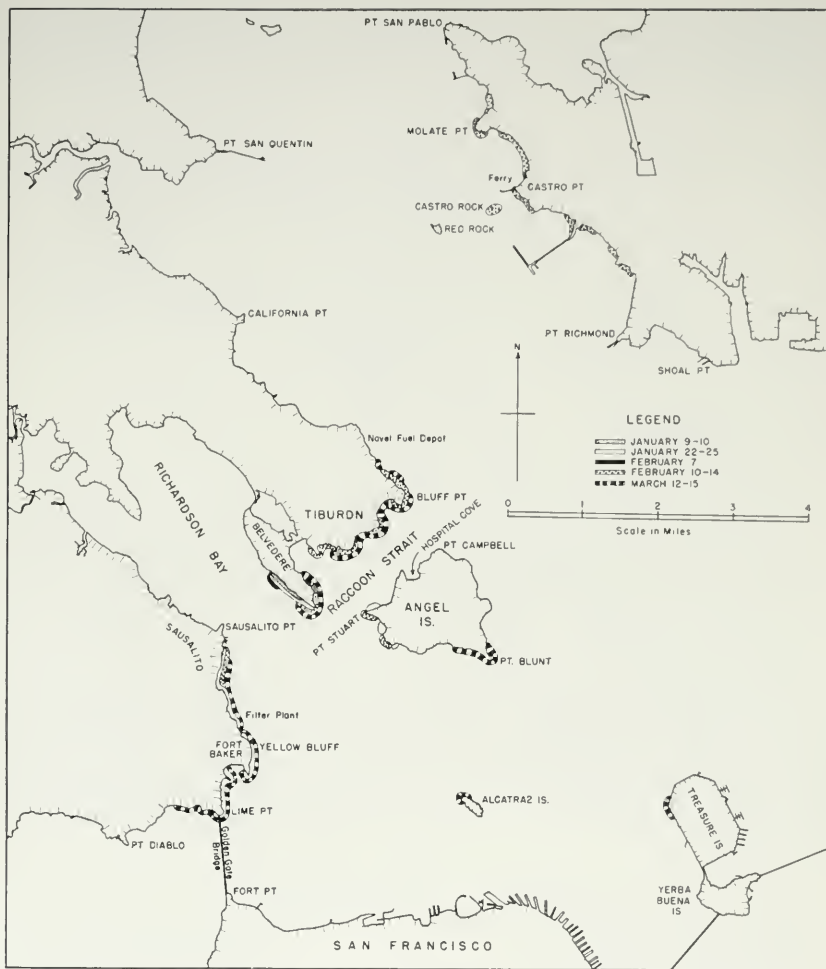 PT SAN PABLO
MOLATE PT
PT SAN QUENTIN
Ferry
CASTRO PT
CASTRO ROCK
RED ROCK
CALIFORNIA PT
PT RICHMOND
SHOAL PT
N
LEGEND
JANUARY 9-10
JANUARY 22-25
FEBRUARY 7
FEBRUARY 10-14
MARCH 12-15
0 1 2 3 4
Scale in Miles
Naval Fuel Depot
BLUFF PT
RICHARDSON BAY
TIBURON
BELVEDERE
RACCOON STRAIT
HOSPITAL COVE
PT CAMPBELL
ANGEL
IS.
PT STUART
PT. BLUNT
SAUSALITO PT
SAUSALITO
Filter Plant
FORT
BAKER
YELLOW BLUFF
LIME PT
PT DIABLO
Golden Gate
Bridge
FORT PT
ALCATRAZ IS.
TREASURE IS
YERBA
BUENA
IS
SAN FRANCISCO